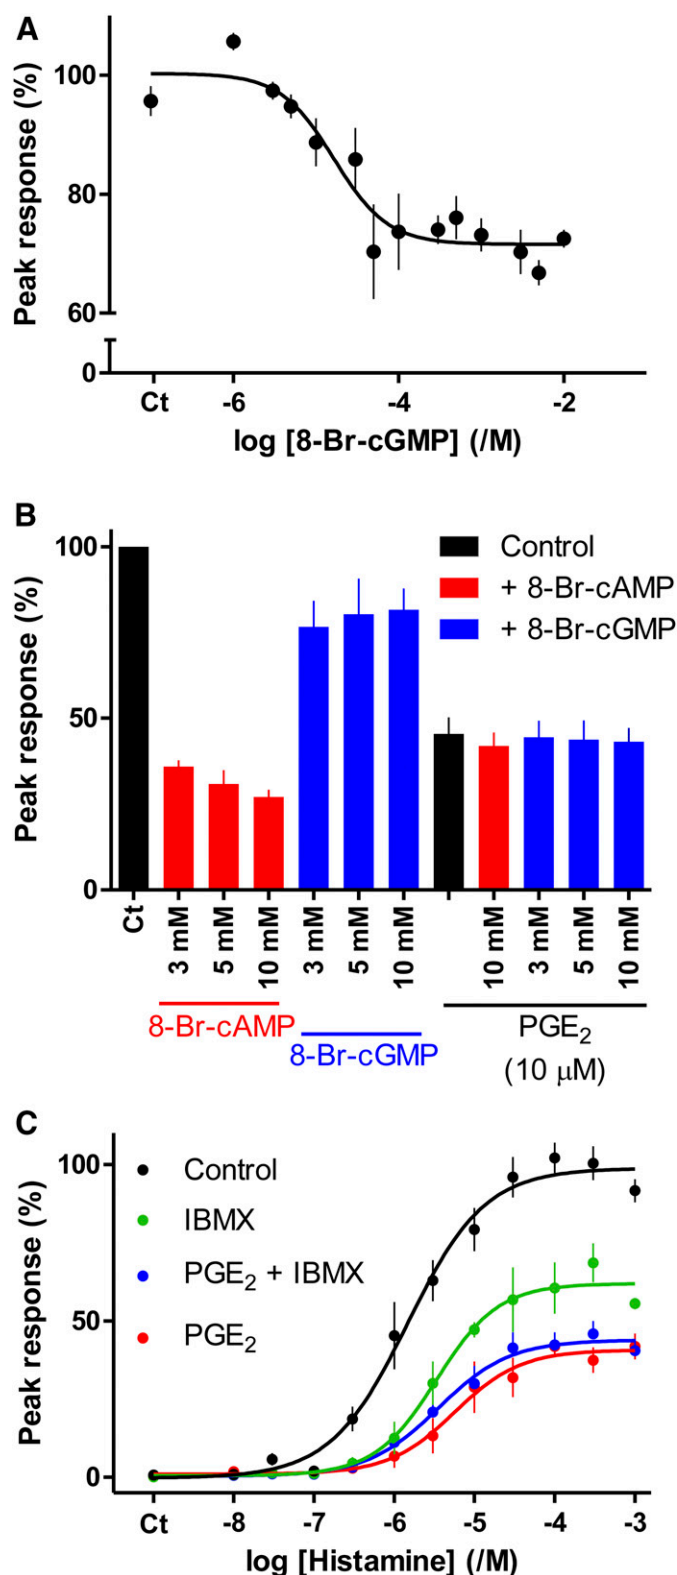 A
Peak response (%)
100
80
60
0
Ct -6 -4 -2
log [8-Br-cGMP] (/M)
B
Peak response (%)
100
50
0
Control
+ 8-Br-cAMP
+ 8-Br-cGMP
Ct 3 mM 5 mM 10 mM 3 mM 5 mM 10 mM 10 mM 3 mM 5 mM 10 mM
8-Br-cAMP
8-Br-cGMP
PGE₂
(10 μM)
C
Peak response (%)
100
50
0
Control
IBMX
PGE₂ + IBMX
PGE₂
Ct -8 -7 -6 -5 -4 -3
log [Histamine] (/M)